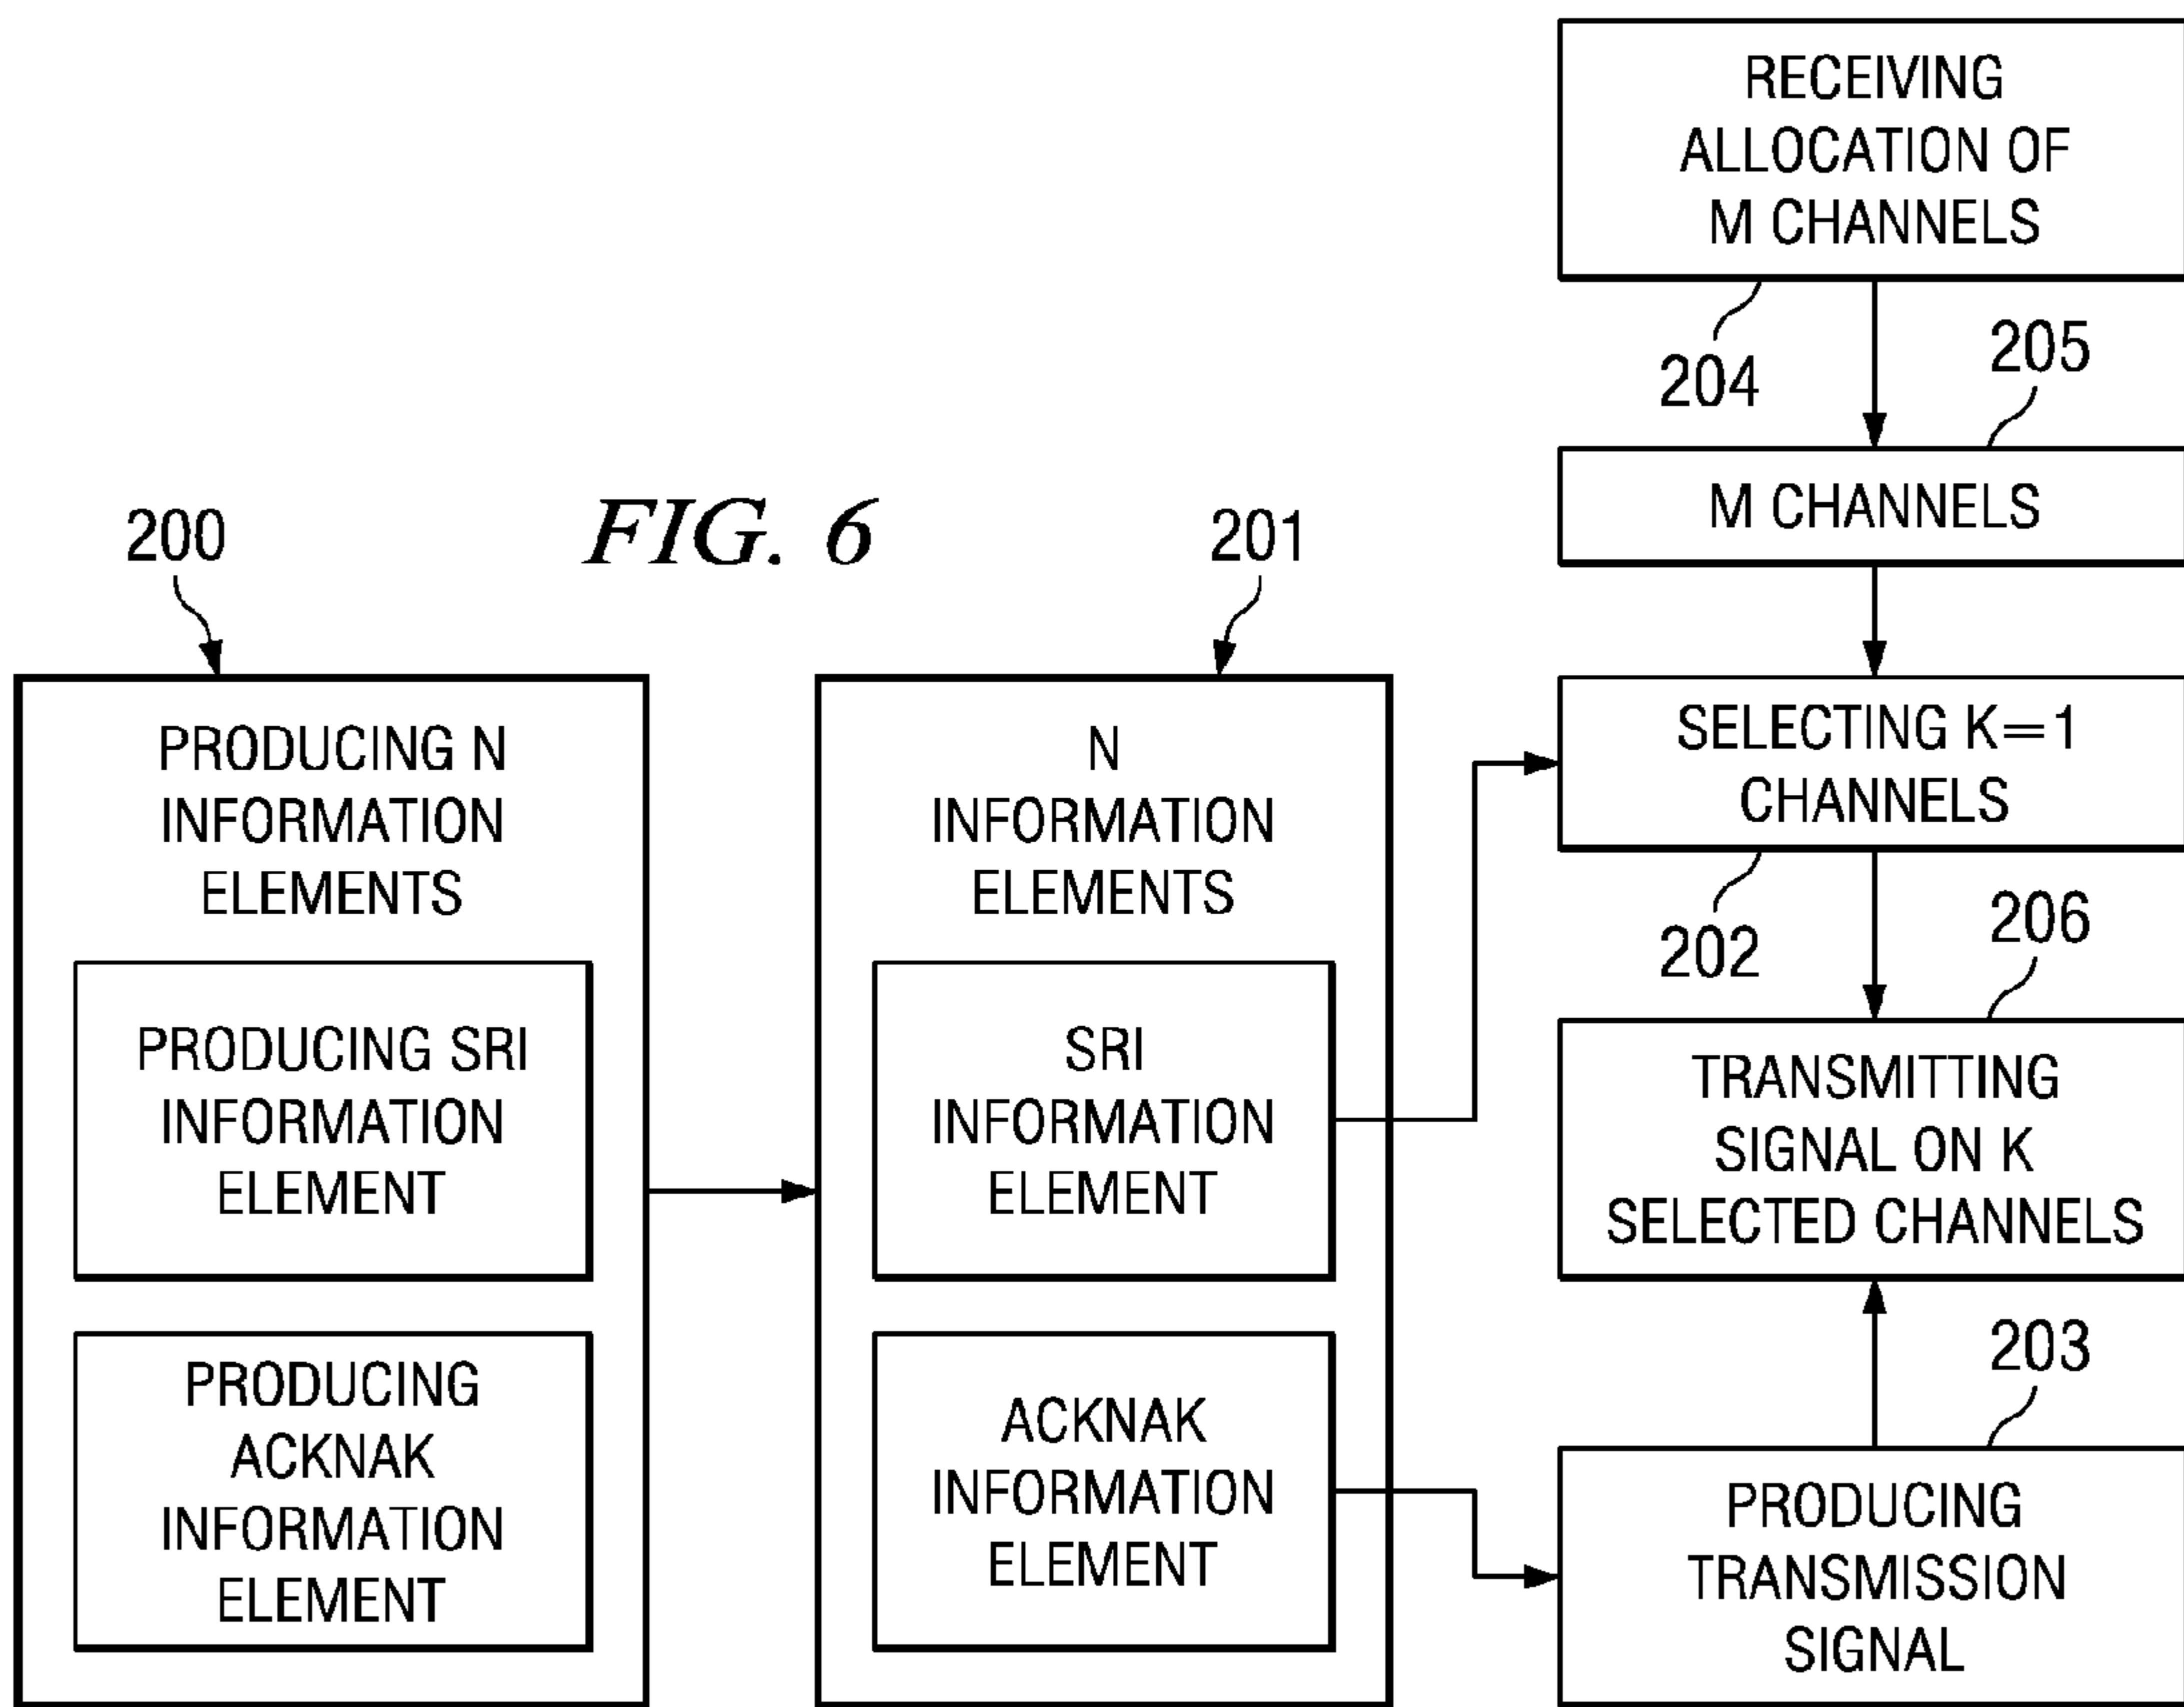 RECEIVING
ALLOCATION OF
M CHANNELS
204
205
M CHANNELS
FIG. 6
200
PRODUCING N
INFORMATION
ELEMENTS
PRODUCING SRI
INFORMATION
ELEMENT
PRODUCING
ACKNAK
INFORMATION
ELEMENT
201
N
INFORMATION
ELEMENTS
SRI
INFORMATION
ELEMENT
ACKNAK
INFORMATION
ELEMENT
SELECTING K=1
CHANNELS
202
206
TRANSMITTING
SIGNAL ON K
SELECTED CHANNELS
203
PRODUCING
TRANSMISSION
SIGNAL